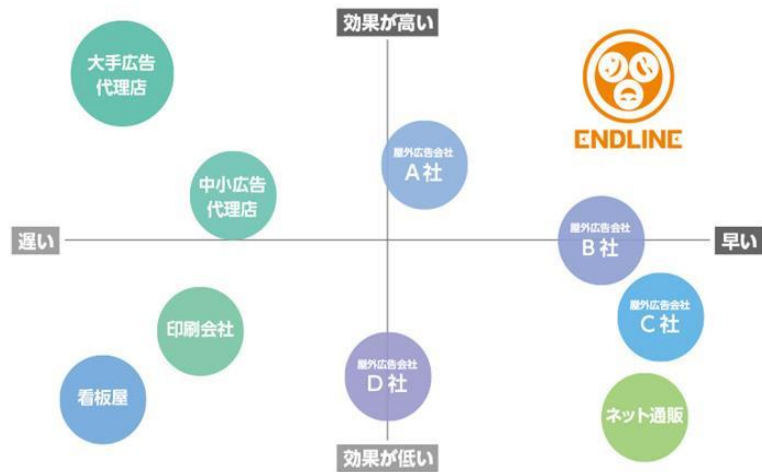 効果が高い
大手広告
代理店
ENDLINE
屋外広告会社
A社
中小広告
代理店
屋外広告会社
B社
遅い
早い
屋外広告会社
C社
印刷会社
屋外広告会社
D社
看板屋
ネット通販
効果が低い